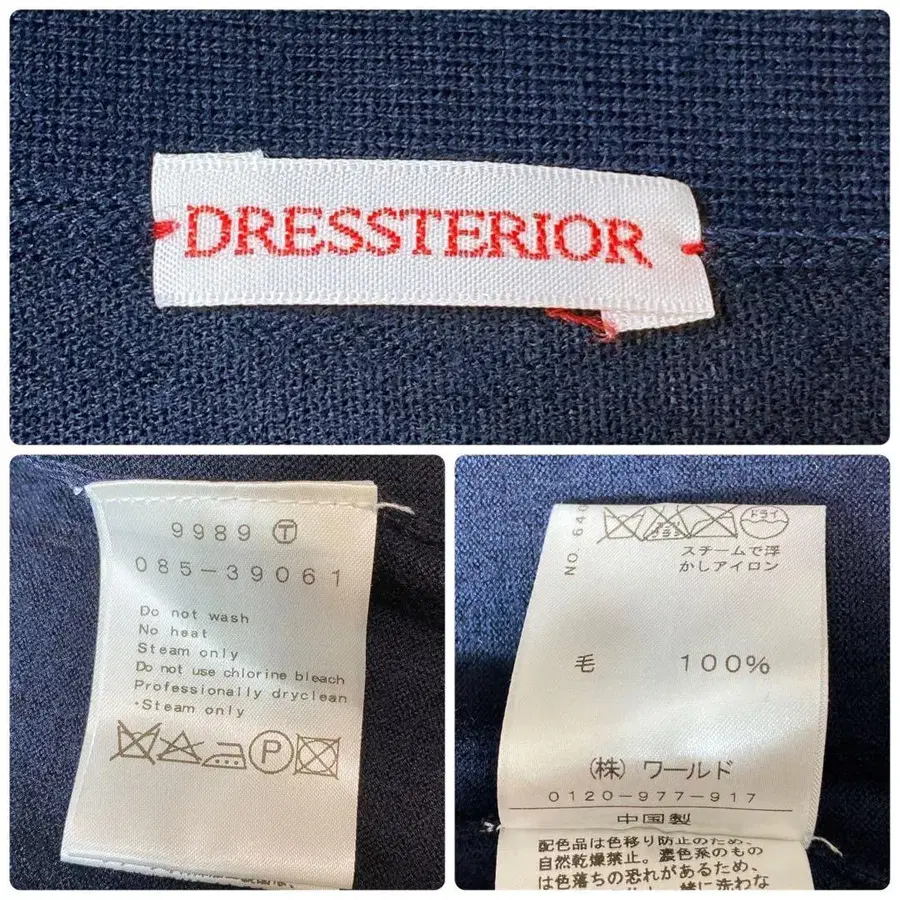 DRESSTERIOR
9989 Ⓣ
085-39061
Do not wash
No heat
Steam only
Do not use chlorine bleach
Professionally dryclean
・Steam only
P
NO. 640
ドライ
スチームで浮
かしアイロン
毛 100%
(株) ワールド
0120-977-917
中国製
配色品は色移り防止のため、
自然乾燥禁止。濃色系のもの
は色落ちの恐れがあるため、